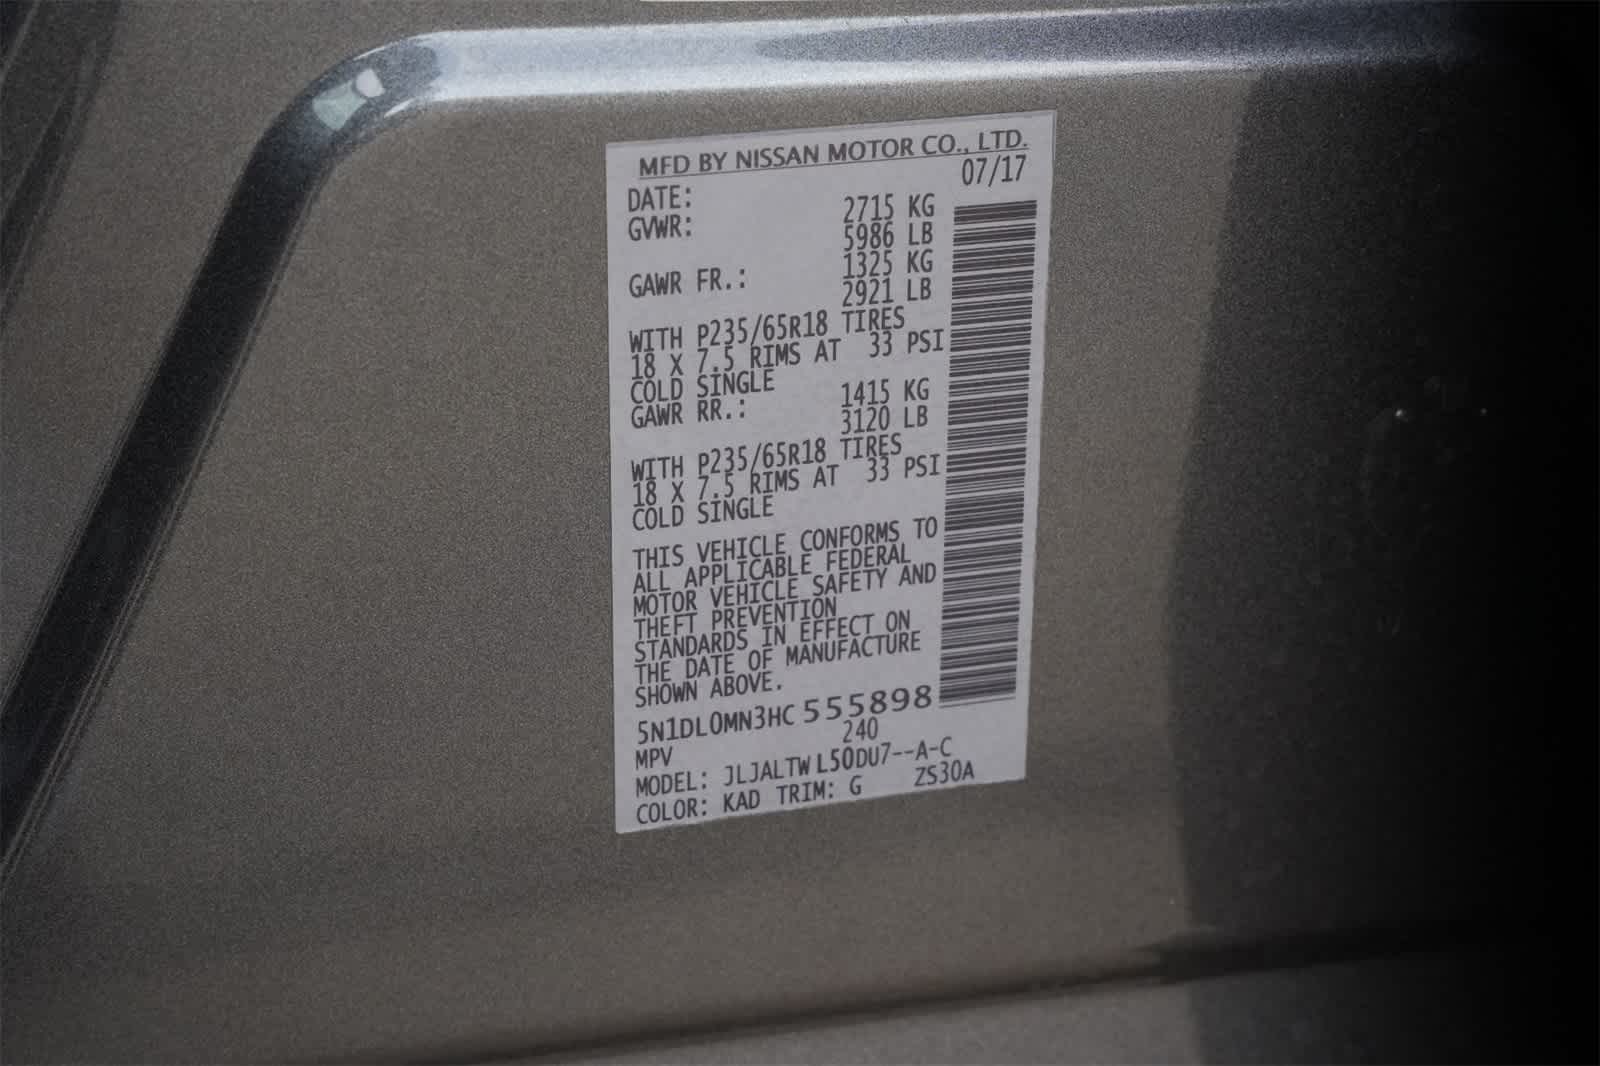 MFD BY NISSAN MOTOR CO., LTD.
DATE: 07/17
GVWR: 2715 KG
5986 LB
GAWR FR.: 1325 KG
2921 LB
WITH P235/65R18 TIRES
18 X 7.5 RIMS AT 33 PSI
COLD SINGLE
GAWR RR.: 1415 KG
3120 LB
WITH P235/65R18 TIRES
18 X 7.5 RIMS AT 33 PSI
COLD SINGLE
THIS VEHICLE CONFORMS TO
ALL APPLICABLE FEDERAL
MOTOR VEHICLE SAFETY AND
THEFT PREVENTION
STANDARDS IN EFFECT ON
THE DATE OF MANUFACTURE
SHOWN ABOVE.
5N1DL0MN3HC555898
MPV 240
MODEL: JLJALTWL50DU7--A-C
COLOR: KAD TRIM: G ZS30A